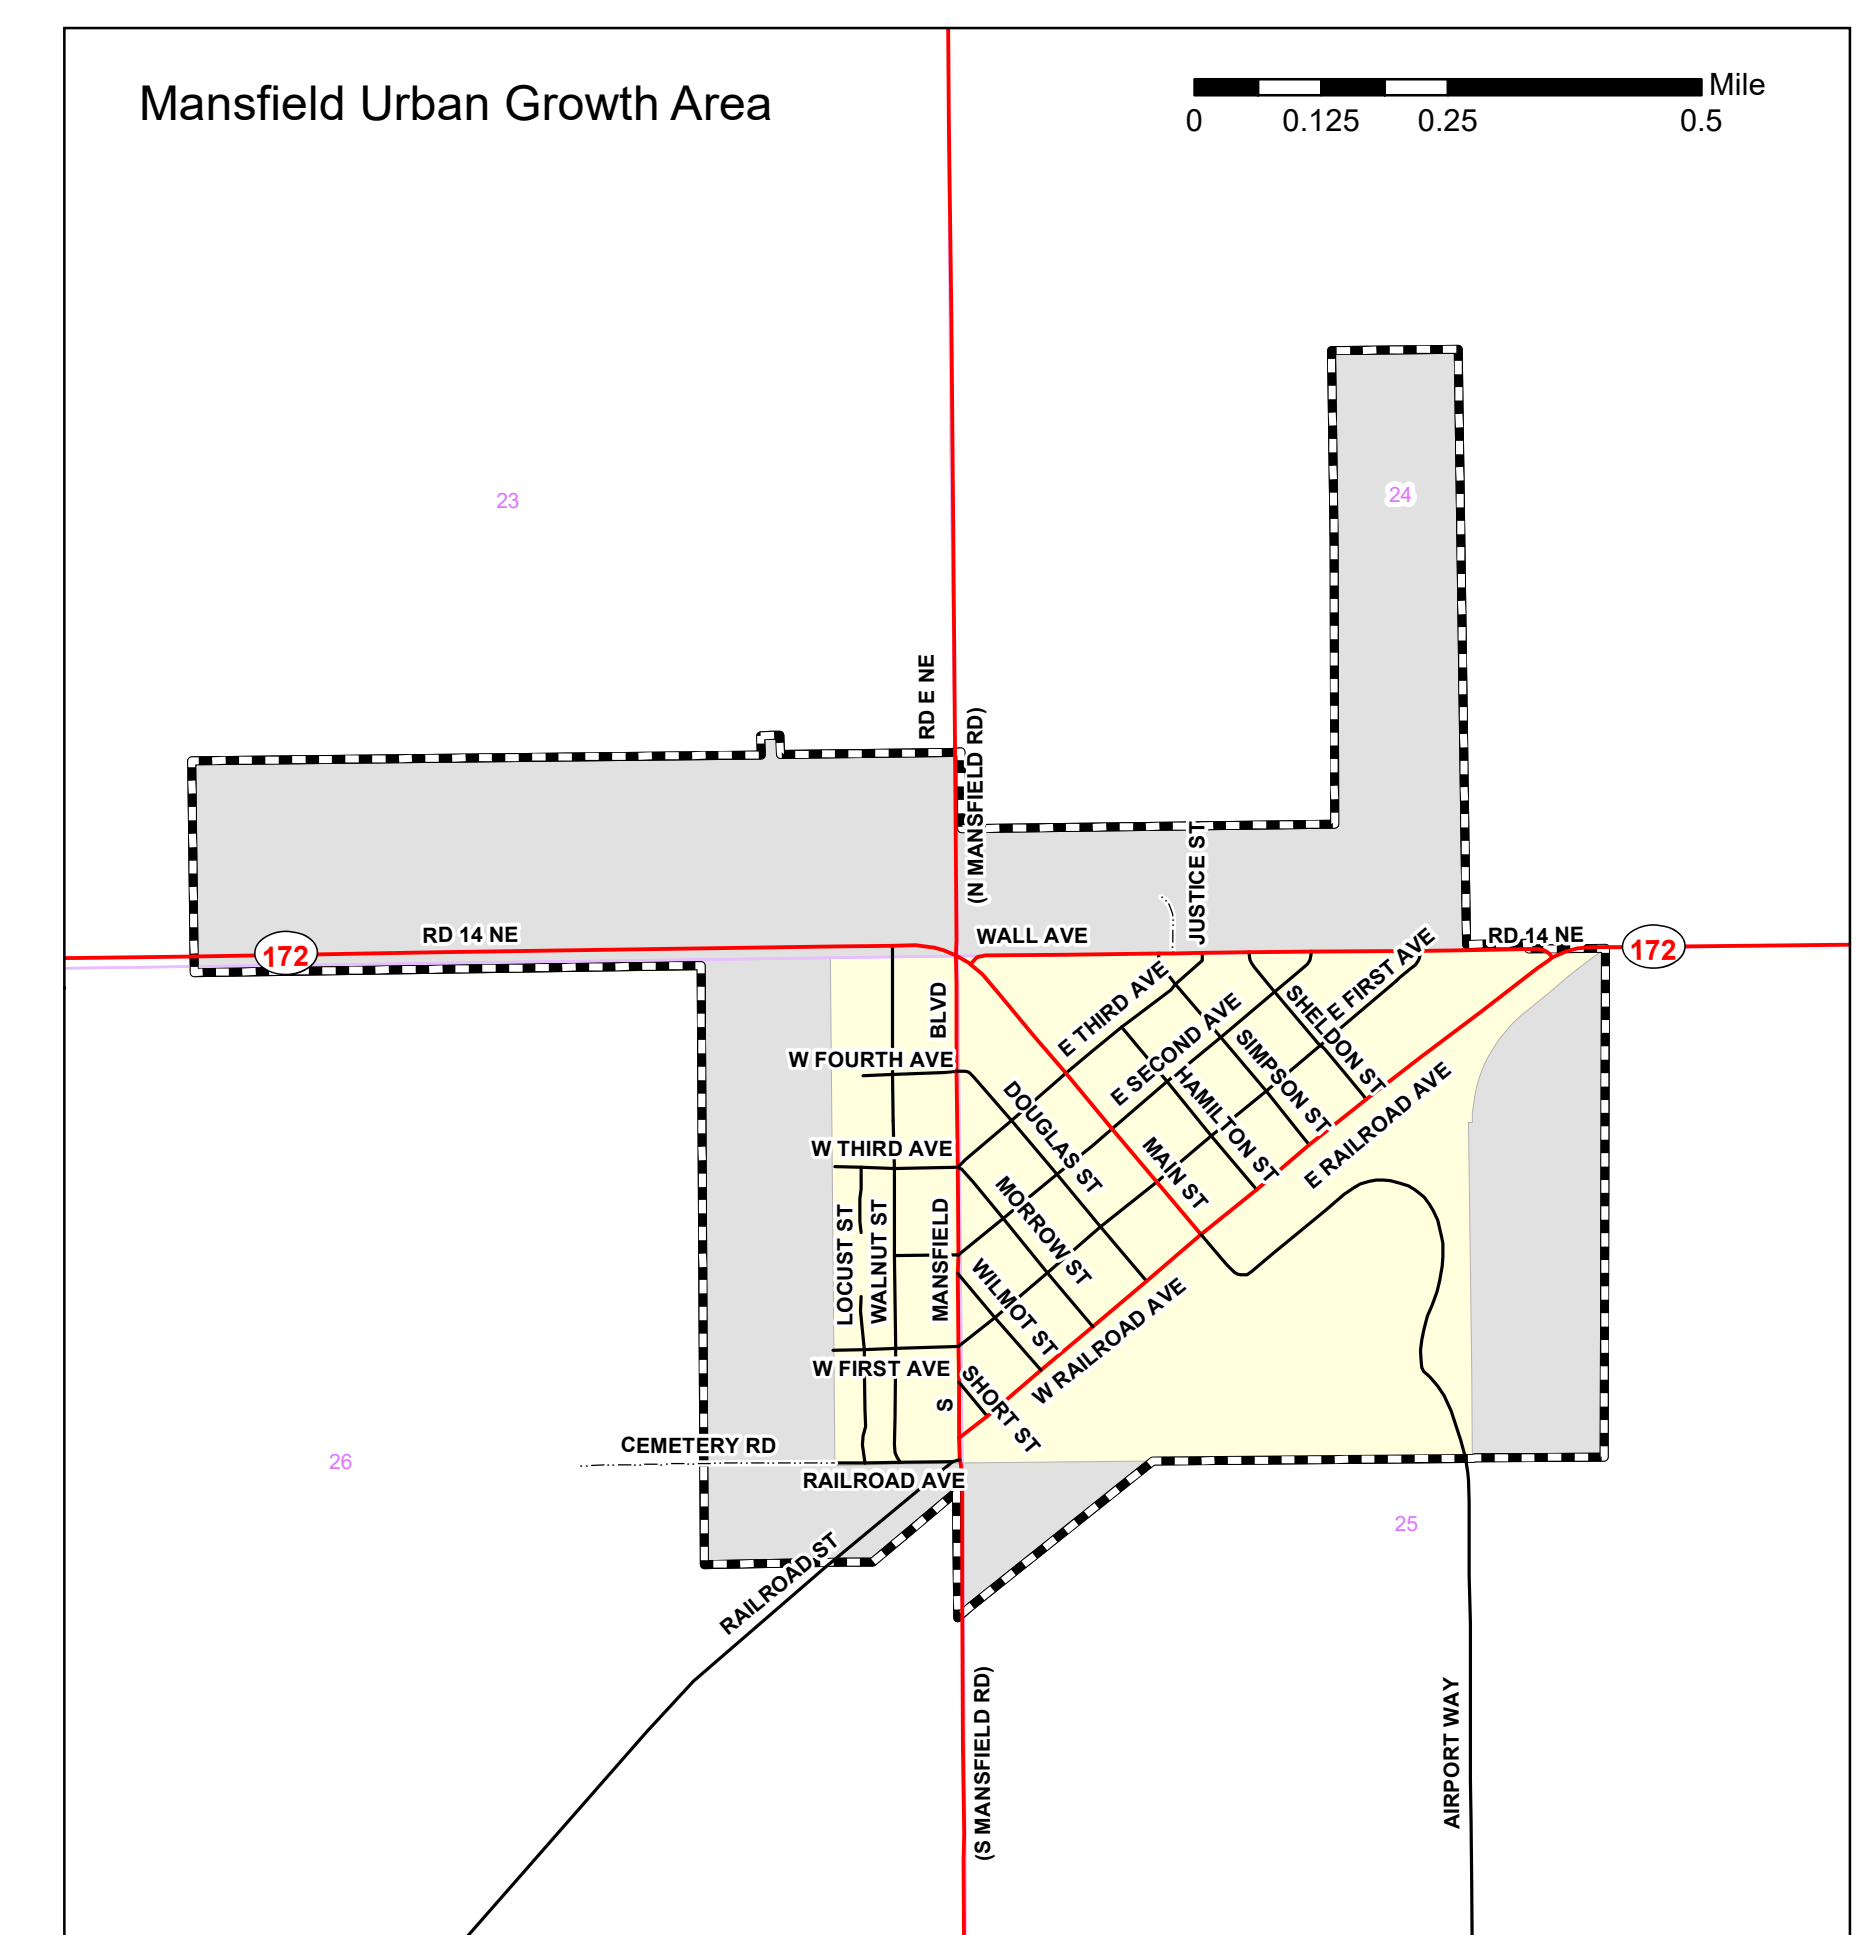 Mansfield Urban Growth Area
Mile
0 0.125 0.25 0.5
23
24
RD E NE
(N MANSFIELD RD)
JUSTICE ST
RD 14 NE
172
WALL AVE
RD 14 NE
172
E FIRST AVE
E THIRD AVE
E SECOND AVE
SHELDON ST
SIMPSON ST
HAMILTON ST
BLVD
W FOURTH AVE
DOUGLAS ST
MAIN ST
E RAILROAD AVE
W THIRD AVE
MORROW ST
LOCUST ST
WALNUT ST
MANSFIELD
WILMOT ST
W RAILROAD AVE
W FIRST AVE
SHORT ST
S
CEMETERY RD
26
RAILROAD AVE
25
RAILROAD ST
(S MANSFIELD RD)
AIRPORT WAY